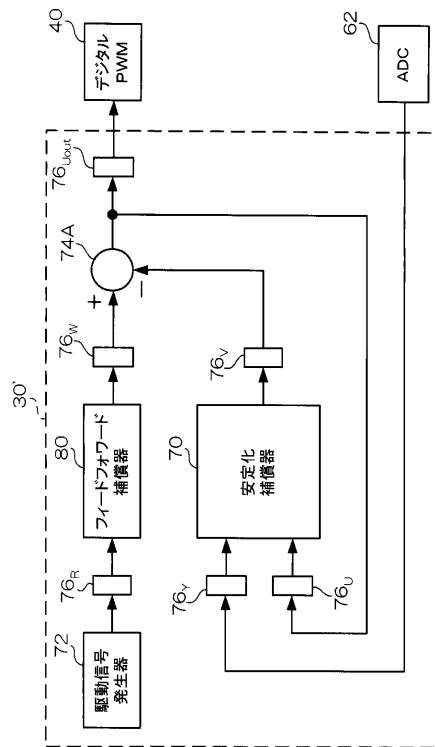 30'
72
駆動信号
発生器
76R
80
フィードフォワード
補償器
76W
+
−
74A
76Uout
40
デジタル
PWM
76Y
76U
70
安定化
補償器
76V
62
ADC